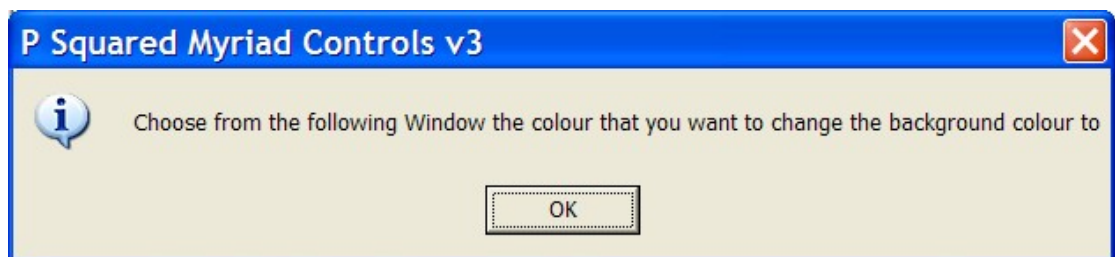 P Squared Myriad Controls v3
Choose from the following Window the colour that you want to change the background colour to
OK